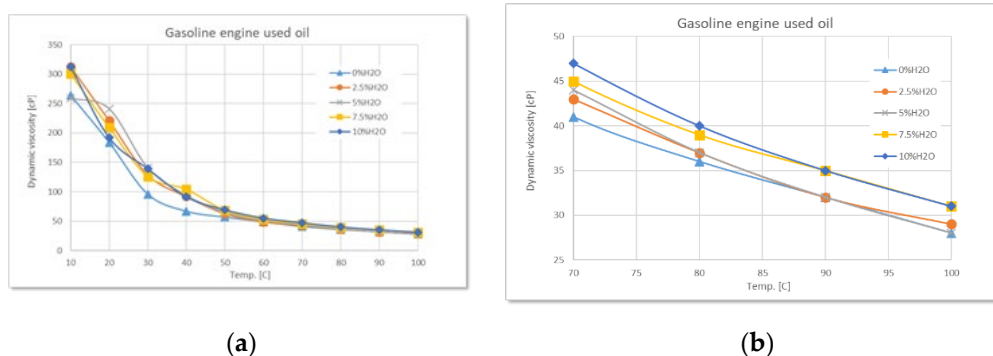 Gasoline engine used oil
Dynamic viscosity [cP]
350
300
250
200
150
100
50
0
10 20 30 40 50 60 70 80 90 100
Temp. [C]
0%H2O
2.5%H2O
5%H2O
7.5%H2O
10%H2O
(a)
Gasoline engine used oil
Dynamic viscosity [cP]
50
45
40
35
30
25
70 75 80 85 90 95 100
Temp. [C]
0%H2O
2.5%H2O
5%H2O
7.5%H2O
10%H2O
(b)